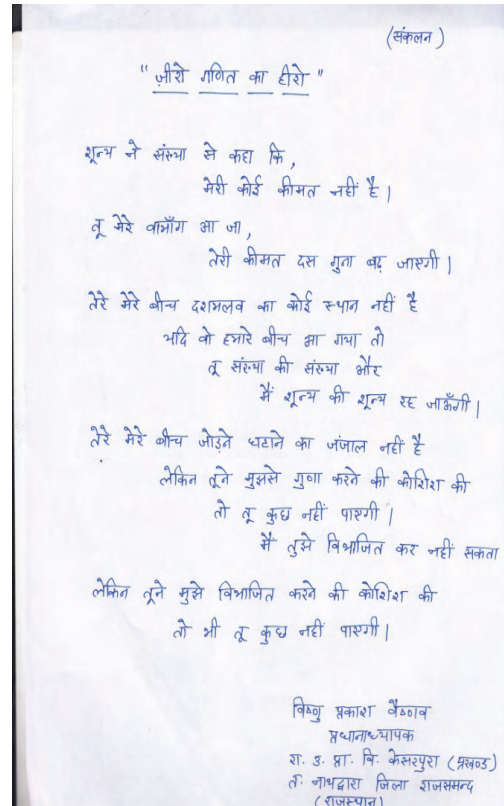 (संकलन)
"ज़ीरो गणित का हीरो"
शून्य ने संख्या से कहा कि,
मेरी कोई कीमत नहीं है।
तू मेरे वामाँग आ जा,
तेरी कीमत दस गुना बढ़ जाएगी।
तेरे मेरे बीच दशमलव का कोई स्थान नहीं है
यदि वो हमारे बीच आ गया तो
तू संख्या की संख्या और
मैं शून्य की शून्य रह जाऊँगी।
तेरे मेरे बीच जोड़ने घटाने का जंजाल नहीं है
लेकिन तूने मुझसे गुणा करने की कोशिश की
तो तू कुछ नहीं पाएगी।
मैं तुझे विभाजित कर नहीं सकता
लेकिन तूने मुझे विभाजित करने की कोशिश की
तो भी तू कुछ नहीं पाएगी।
विष्णु प्रकाश वैष्णव
प्रधानाध्यापक
रा. उ. प्रा. वि. केसरपुरा (प्रखण्ड)
त. नाथद्वारा जिला राजसमन्द
(राजस्थान)